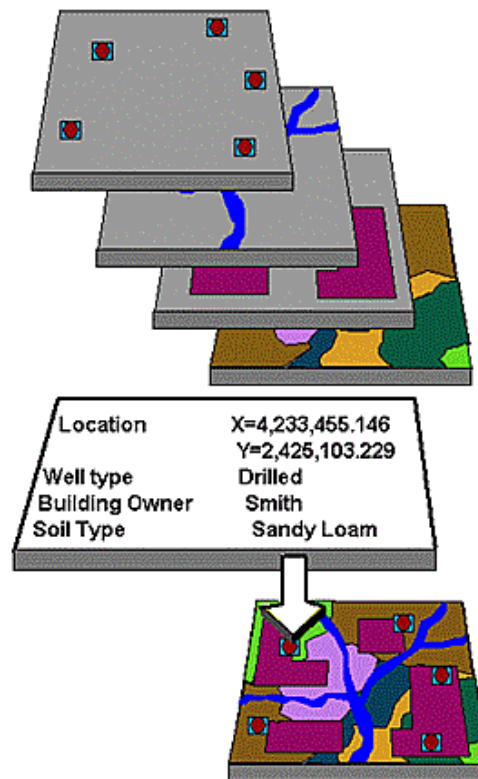 Location X=4,233,455.146
Y=2,425,103.229
Well type Drilled
Building Owner Smith
Soil Type Sandy Loam